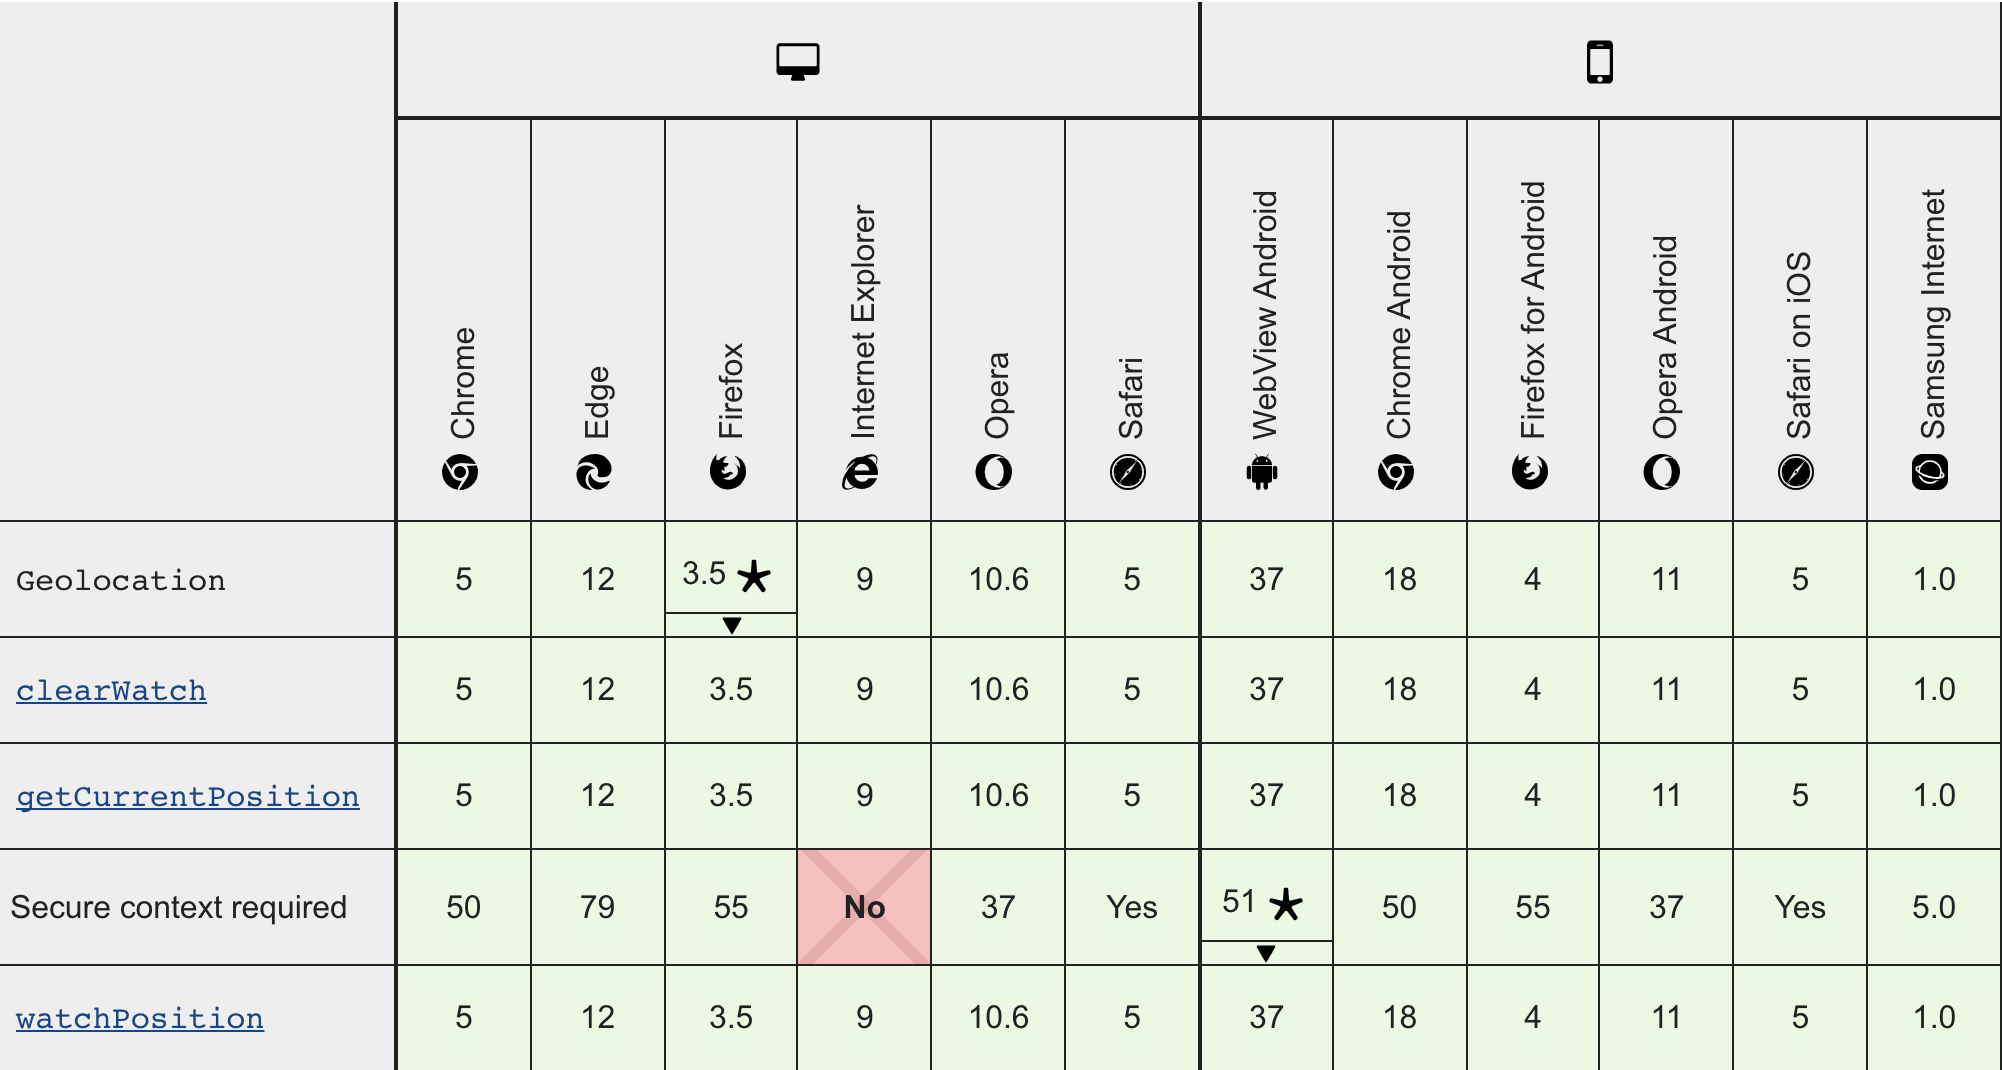 Chrome
Edge
Firefox
Internet Explorer
Opera
Safari
WebView Android
Chrome Android
Firefox for Android
Opera Android
Safari on iOS
Samsung Internet
Geolocation 5 12 3.5 ★ 9 10.6 5 37 18 4 11 5 1.0
▼
clearWatch 5 12 3.5 9 10.6 5 37 18 4 11 5 1.0
getCurrentPosition 5 12 3.5 9 10.6 5 37 18 4 11 5 1.0
Secure context required 50 79 55 No 37 Yes 51 ★ 50 55 37 Yes 5.0
▼
watchPosition 5 12 3.5 9 10.6 5 37 18 4 11 5 1.0